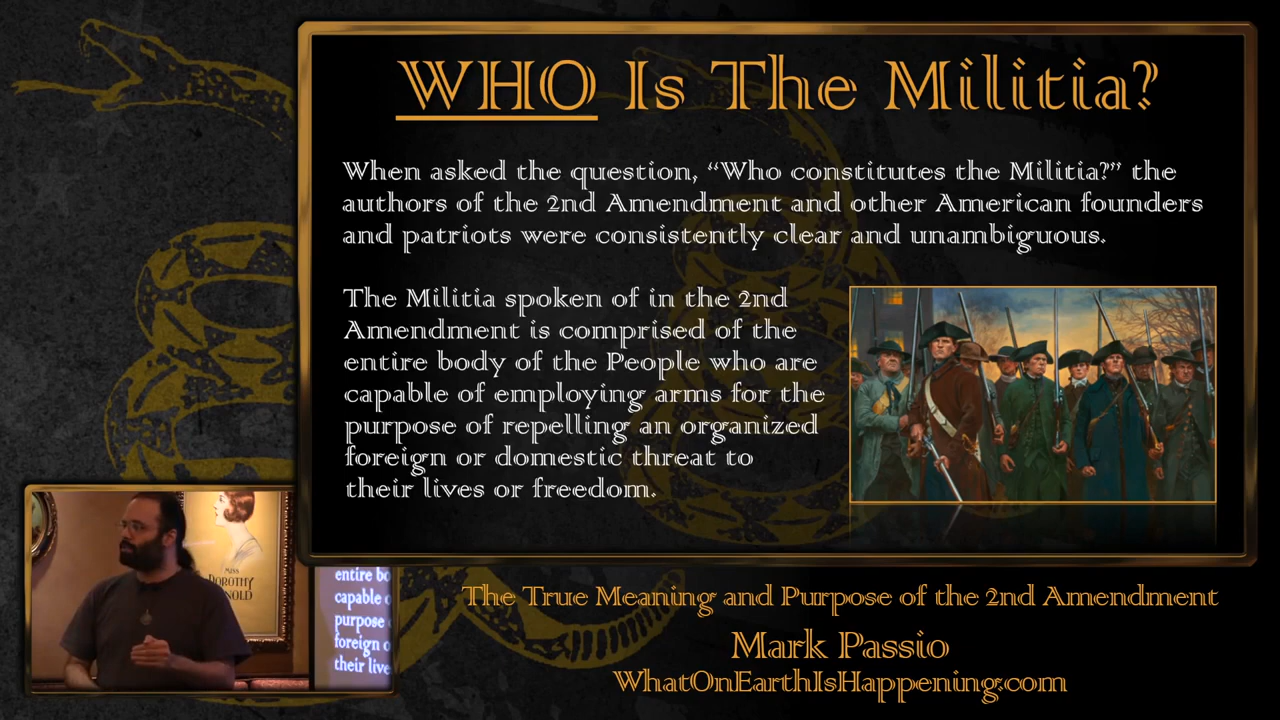 WHO Is The Militia?
When asked the question, “Who constitutes the Militia?” the
authors of the 2nd Amendment and other American founders
and patriots were consistently clear and unambiguous.
The Militia spoken of in the 2nd
Amendment is comprised of the
entire body of the People who are
capable of employing arms for the
purpose of repelling an organized
foreign or domestic threat to
their lives or freedom.
MISS
DOROTHY
NOLD
entire bo
capable o
purpose
foreign o
their live
The True Meaning and Purpose of the 2nd Amendment
Mark Passio
WhatOnEarthIsHappening.com